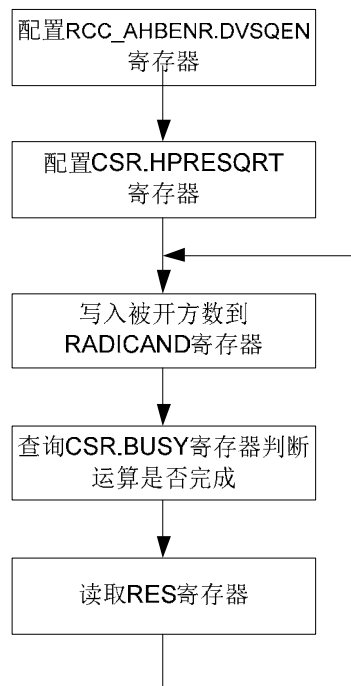 配置RCC_AHBENR.DVSQEN
寄存器
配置CSR.HPRESQRT
寄存器
写入被开方数到
RADICAND寄存器
查询CSR.BUSY寄存器判断
运算是否完成
读取RES寄存器